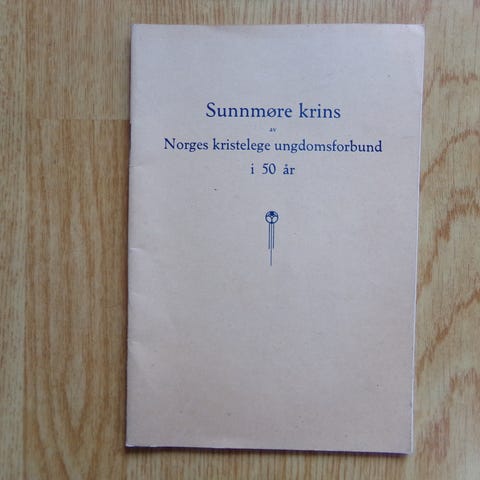 Sunnmøre krins
av
Norges kristelege ungdomsforbund
i 50 år